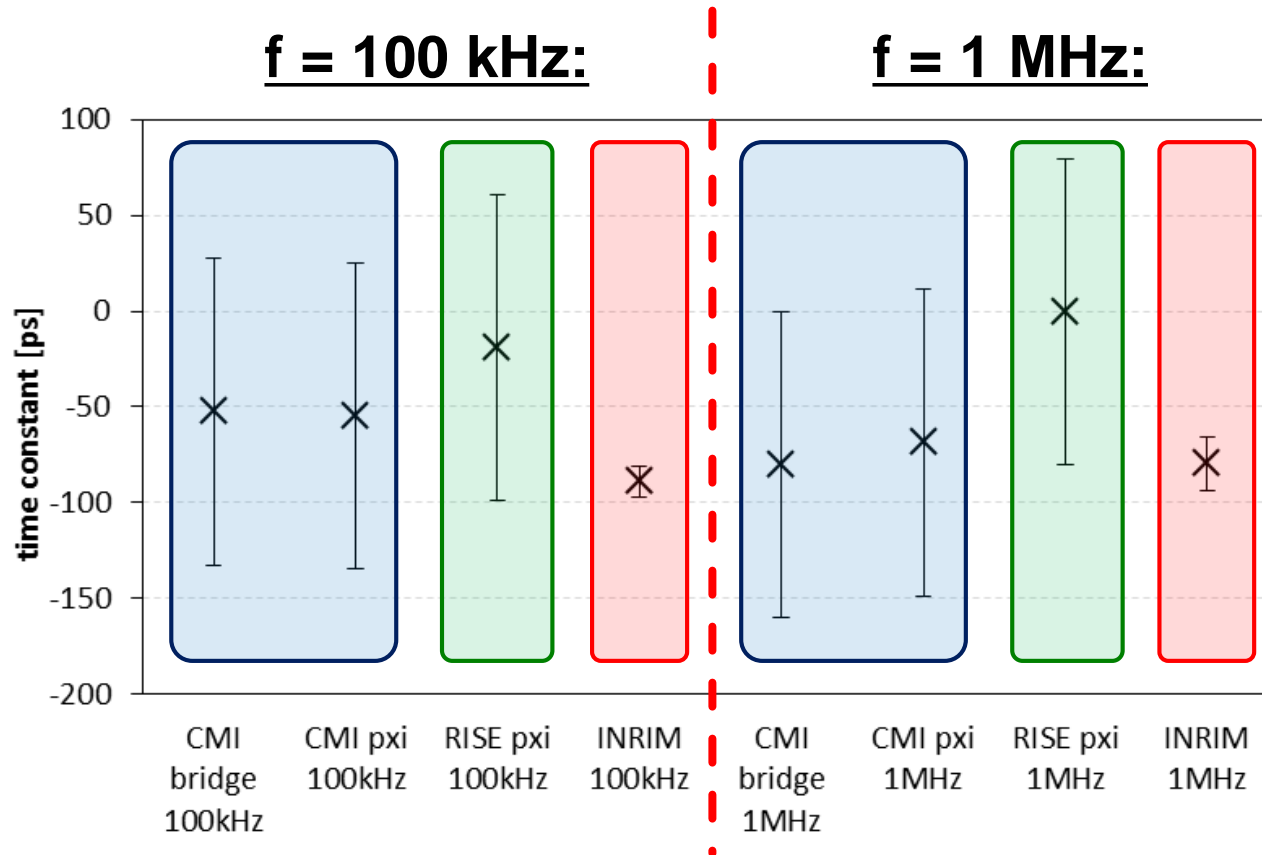 f = 100 kHz:
f = 1 MHz:
time constant [ps]
100
50
0
-50
-100
-150
-200
CMI
bridge
100kHz
CMI pxi
100kHz
RISE pxi
100kHz
INRIM
100kHz
CMI
bridge
1MHz
CMI pxi
1MHz
RISE pxi
1MHz
INRIM
1MHz